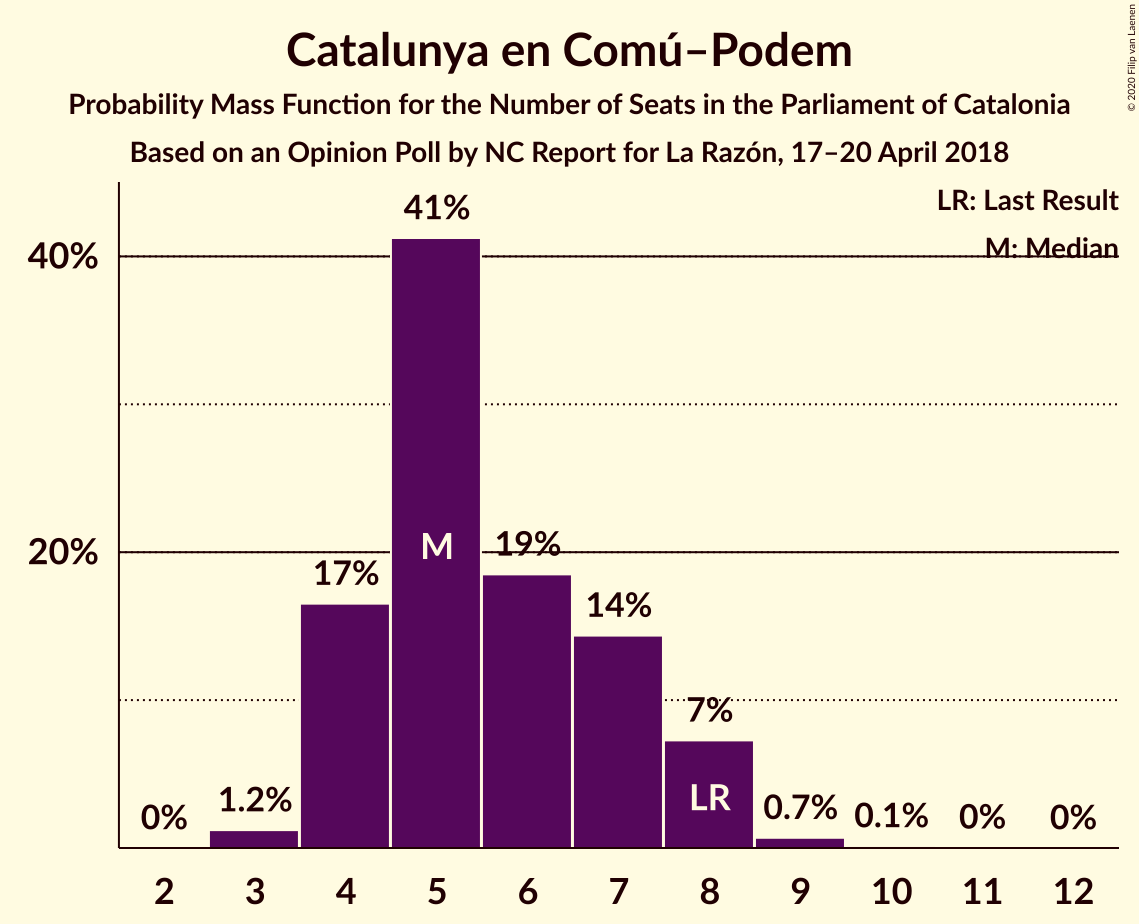 Catalunya en Comú–Podem
Probability Mass Function for the Number of Seats in the Parliament of Catalonia
Based on an Opinion Poll by NC Report for La Razón, 17–20 April 2018
© 2020 Filip van Laenen
LR: Last Result
M: Median
40%
20%
0%
1.2%
17%
41%
19%
14%
7%
0.7%
0.1%
0%
0%
M
LR
2 3 4 5 6 7 8 9 10 11 12